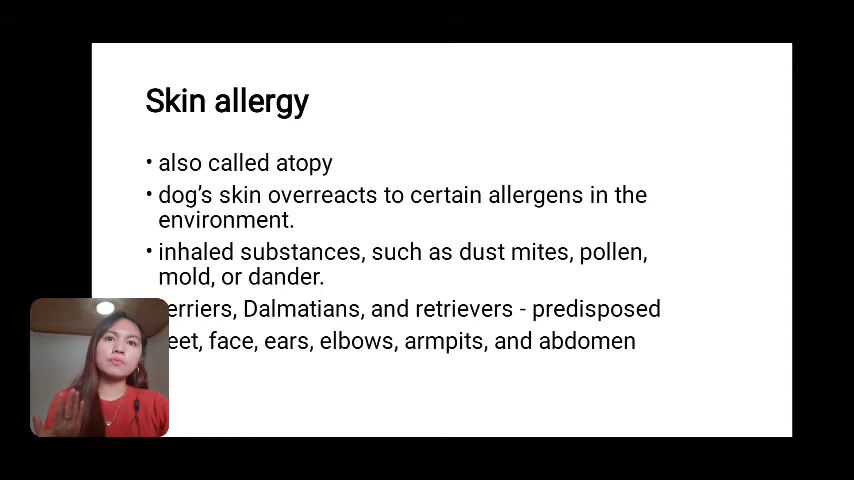 Skin allergy
• also called atopy
• dog's skin overreacts to certain allergens in the
environment.
• inhaled substances, such as dust mites, pollen,
mold, or dander.
erriers, Dalmatians, and retrievers - predisposed
eet, face, ears, elbows, armpits, and abdomen